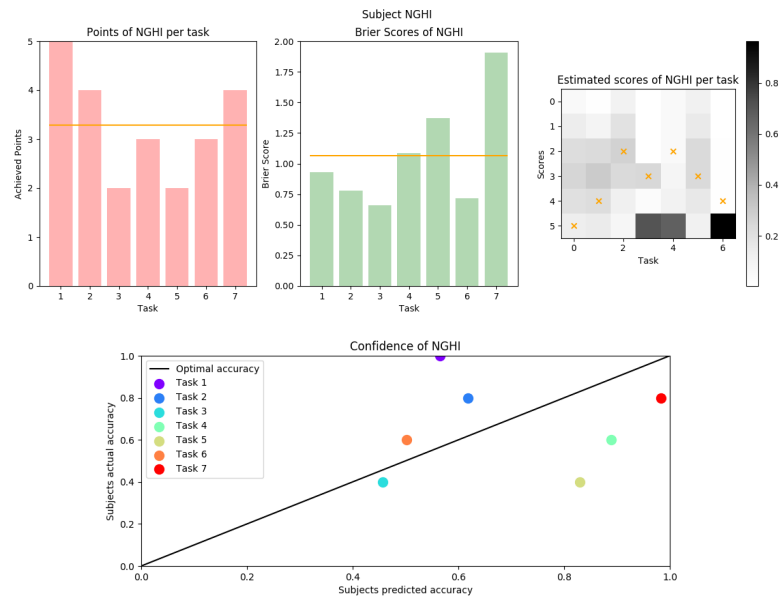 Subject NGHI
Points of NGHI per task
Achieved Points
5
4
3
2
1
0
1 2 3 4 5 6 7
Task
Brier Scores of NGHI
Brier Score
2.00
1.75
1.50
1.25
1.00
0.75
0.50
0.25
0.00
1 2 3 4 5 6 7
Task
Estimated scores of NGHI per task
Scores
0
1
2
3
4
5
0 2 4 6
Task
0.8
0.6
0.4
0.2
Confidence of NGHI
Subjects actual accuracy
1.0
0.8
0.6
0.4
0.2
0.0
Optimal accuracy
Task 1
Task 2
Task 3
Task 4
Task 5
Task 6
Task 7
0.0 0.2 0.4 0.6 0.8 1.0
Subjects predicted accuracy